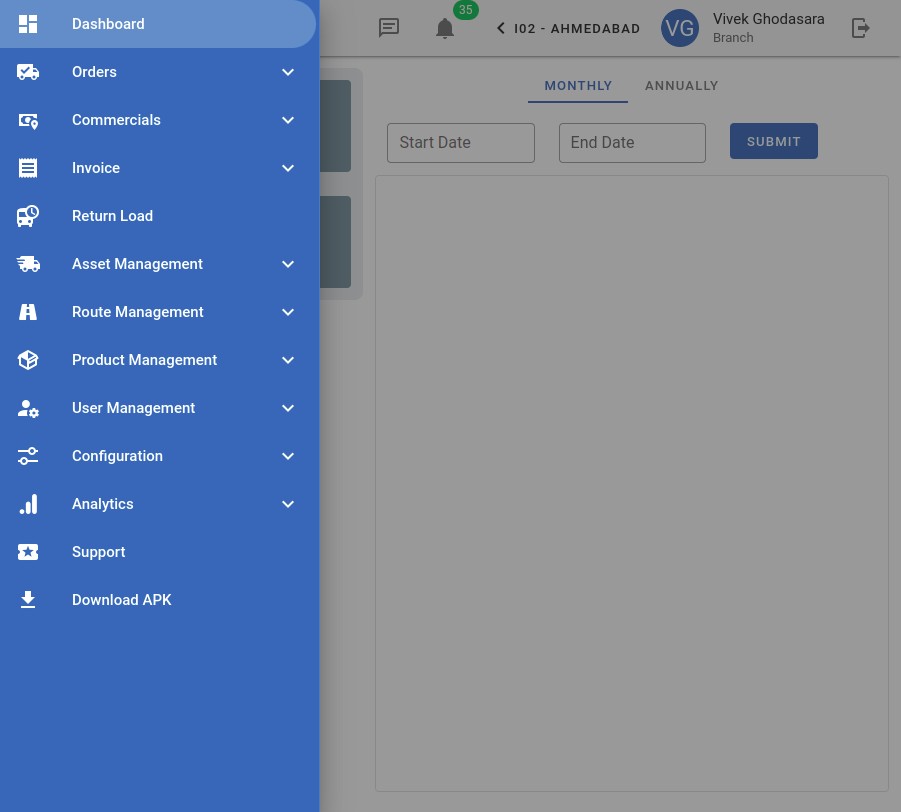 Dashboard
Orders
Commercials
Invoice
Return Load
Asset Management
Route Management
Product Management
User Management
Configuration
Analytics
Support
Download APK
35
I02 - AHMEDABAD
VG
Vivek Ghodasara
Branch
MONTHLY
ANNUALLY
Start Date
End Date
SUBMIT